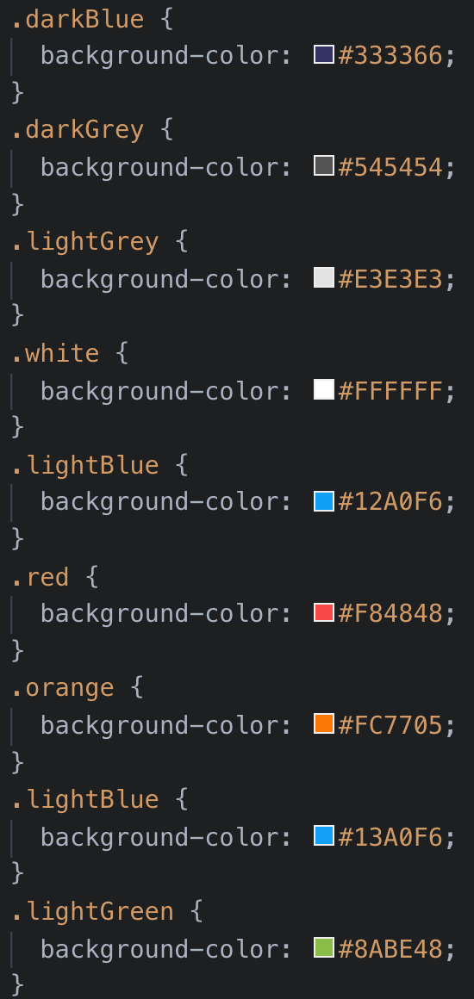 .darkBlue {
  background-color: #333366;
}
.darkGrey {
  background-color: #545454;
}
.lightGrey {
  background-color: #E3E3E3;
}
.white {
  background-color: #FFFFFF;
}
.lightBlue {
  background-color: #12A0F6;
}
.red {
  background-color: #F84848;
}
.orange {
  background-color: #FC7705;
}
.lightBlue {
  background-color: #13A0F6;
}
.lightGreen {
  background-color: #8ABE48;
}